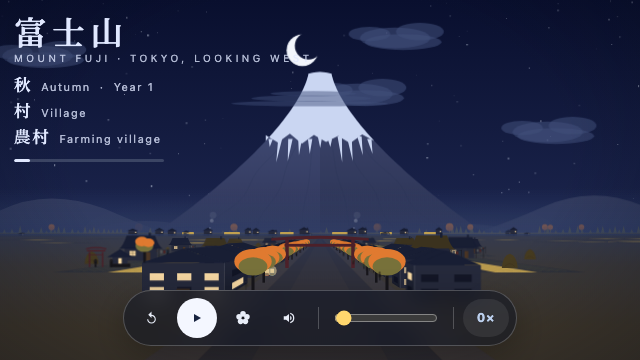 富士山
MOUNT FUJI · TOKYO, LOOKING WEST
秋 Autumn · Year 1
村 Village
農村 Farming village
0×